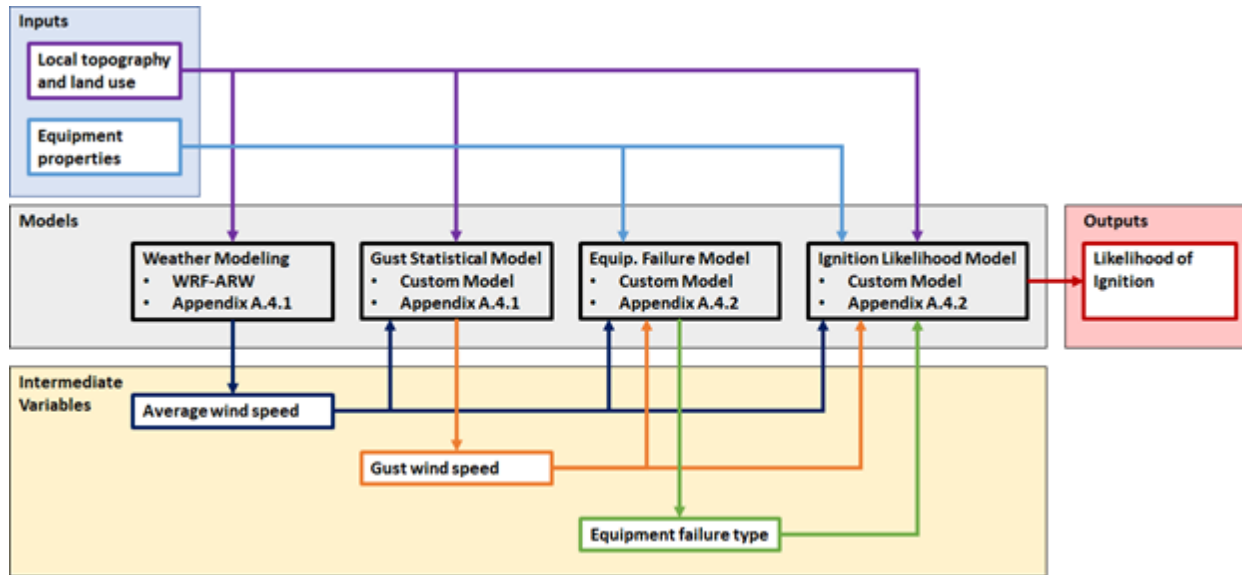 Inputs
Local topography
and land use
Equipment
properties
Models
Weather Modeling
• WRF-ARW
• Appendix A.4.1
Gust Statistical Model
• Custom Model
• Appendix A.4.1
Equip. Failure Model
• Custom Model
• Appendix A.4.2
Ignition Likelihood Model
• Custom Model
• Appendix A.4.2
Outputs
Likelihood of
Ignition
Intermediate
Variables
Average wind speed
Gust wind speed
Equipment failure type